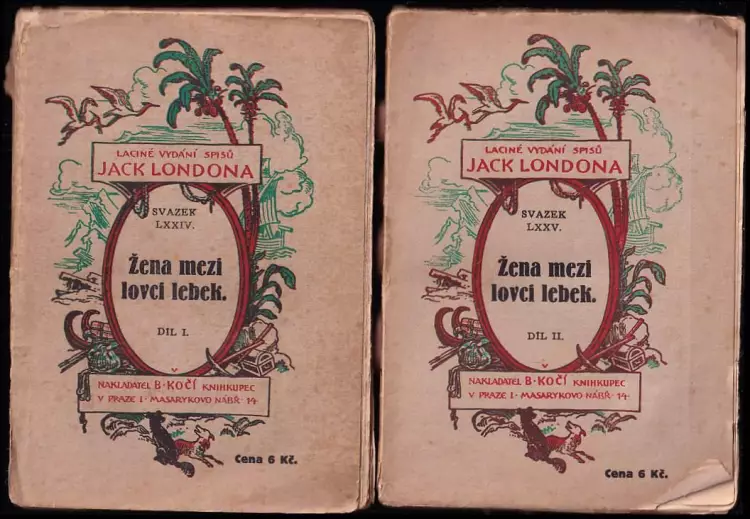 LACINÉ VYDÁNÍ SPISŮ
JACK LONDONA
SVAZEK
LXXIV.
Žena mezi
lovci lebek.
DÍL I.
NAKLADATEL B·KOČÍ KNIHKUPEC
V PRAZE I· MASARYKOVO NÁBŘ·14·
Cena 6 Kč.
LACINÉ VYDÁNÍ SPISŮ
JACK LONDONA
SVAZEK
LXXV.
Žena mezi
lovci lebek.
DÍL II.
NAKLADATEL B·KOČÍ KNIHKUPEC
V PRAZE I· MASARYKOVO NÁBŘ·14·
Cena 6 Kč.